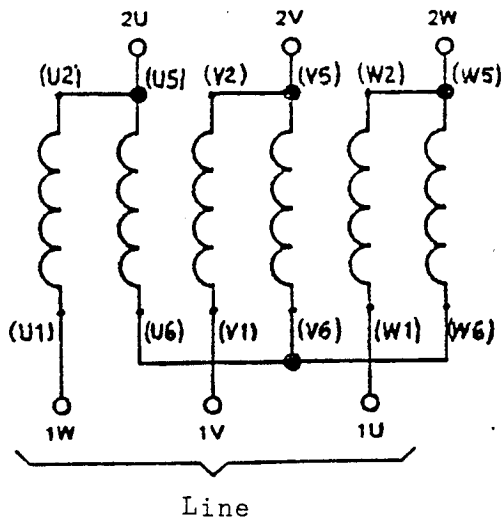 2U 2V 2W
(U2) (U5) (V2) (V5) (W2) (W5)
(U1) (U6) (V1) (V6) (W1) (W6)
1W 1V 1U
Line